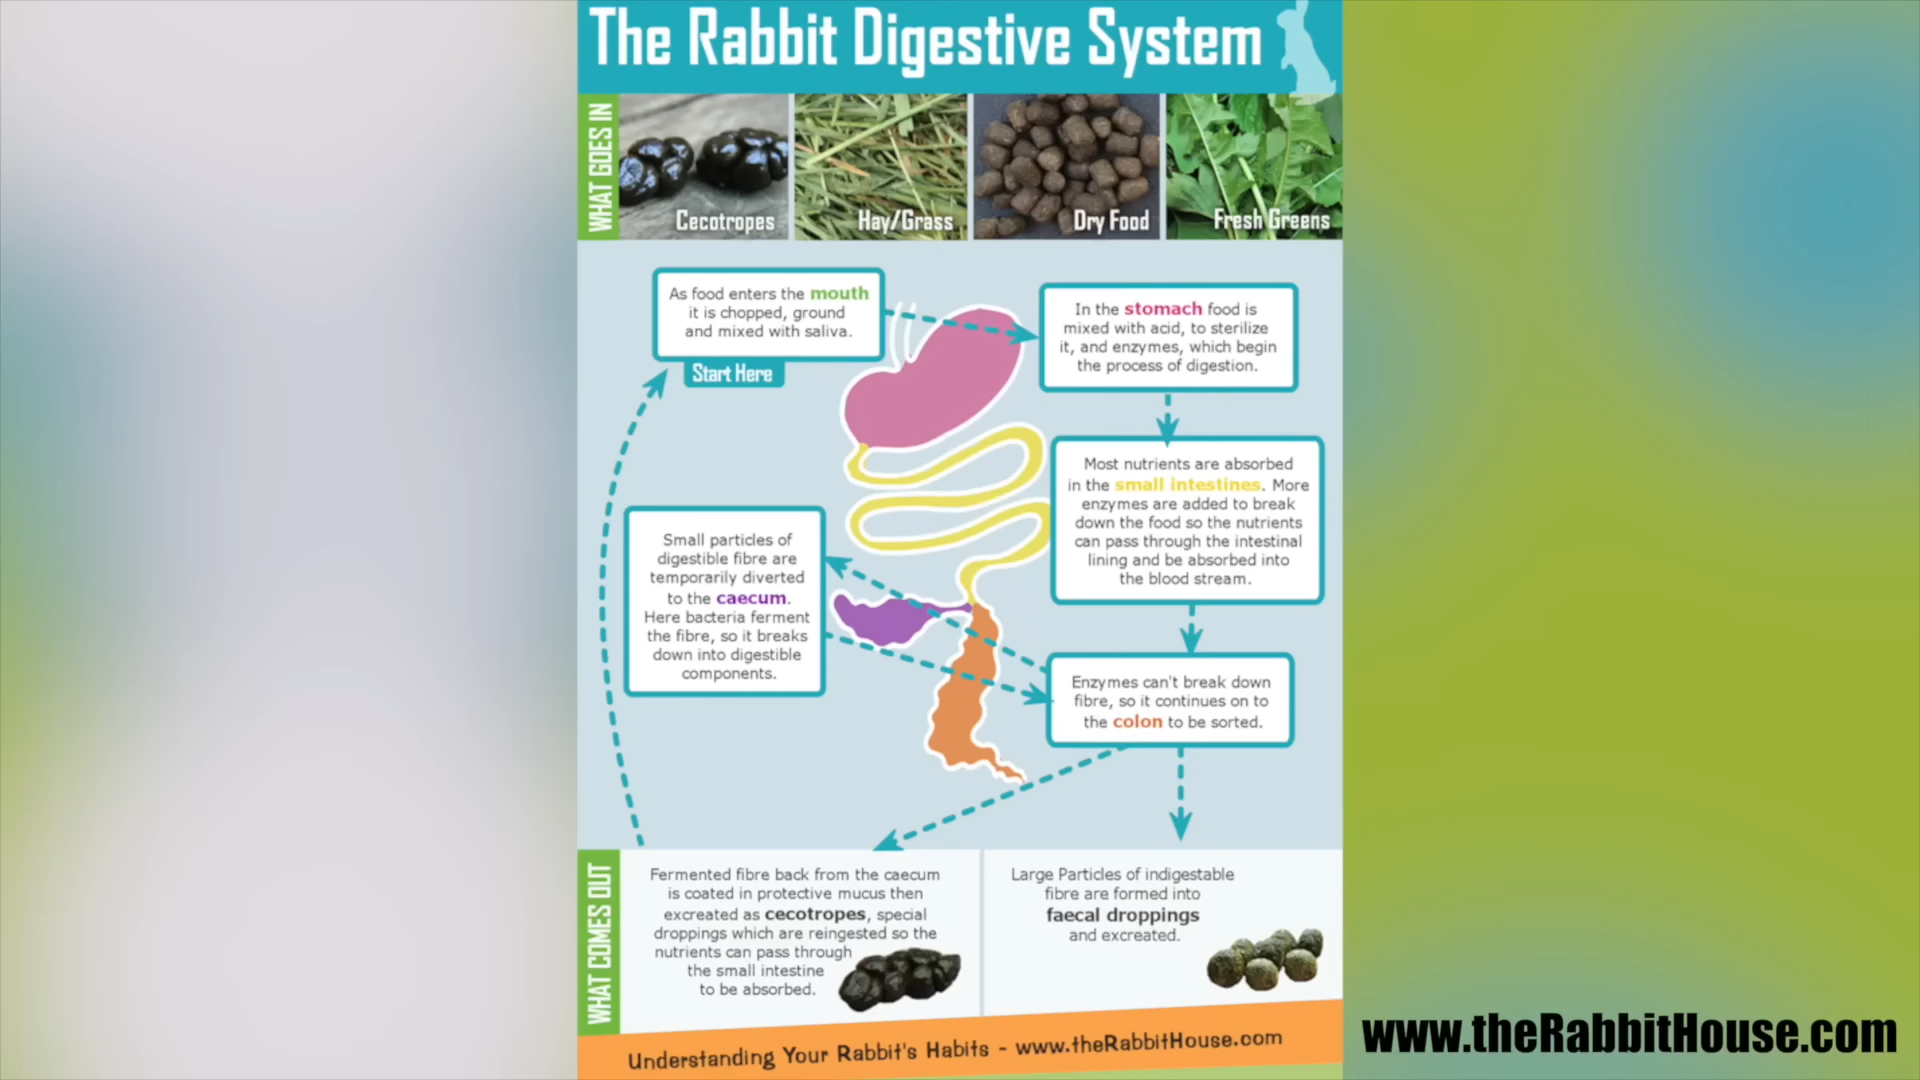 The Rabbit Digestive System
WHAT GOES IN
Cecotropes
Hay/Grass
Dry Food
Fresh Greens
As food enters the mouth
it is chopped, ground
and mixed with saliva.
Start Here
In the stomach food is
mixed with acid, to sterilize
it, and enzymes, which begin
the process of digestion.
Most nutrients are absorbed
in the small intestines. More
enzymes are added to break
down the food so the nutrients
can pass through the intestinal
lining and be absorbed into
the blood stream.
Small particles of
digestible fibre are
temporarily diverted
to the caecum.
Here bacteria ferment
the fibre, so it breaks
down into digestible
components.
Enzymes can't break down
fibre, so it continues on to
the colon to be sorted.
WHAT COMES OUT
Fermented fibre back from the caecum
is coated in protective mucus then
excreated as cecotropes, special
droppings which are reingested so the
nutrients can pass through
the small intestine
to be absorbed.
Large Particles of indigestable
fibre are formed into
faecal droppings
and excreated.
Understanding Your Rabbit's Habits - www.theRabbitHouse.com
www.theRabbitHouse.com